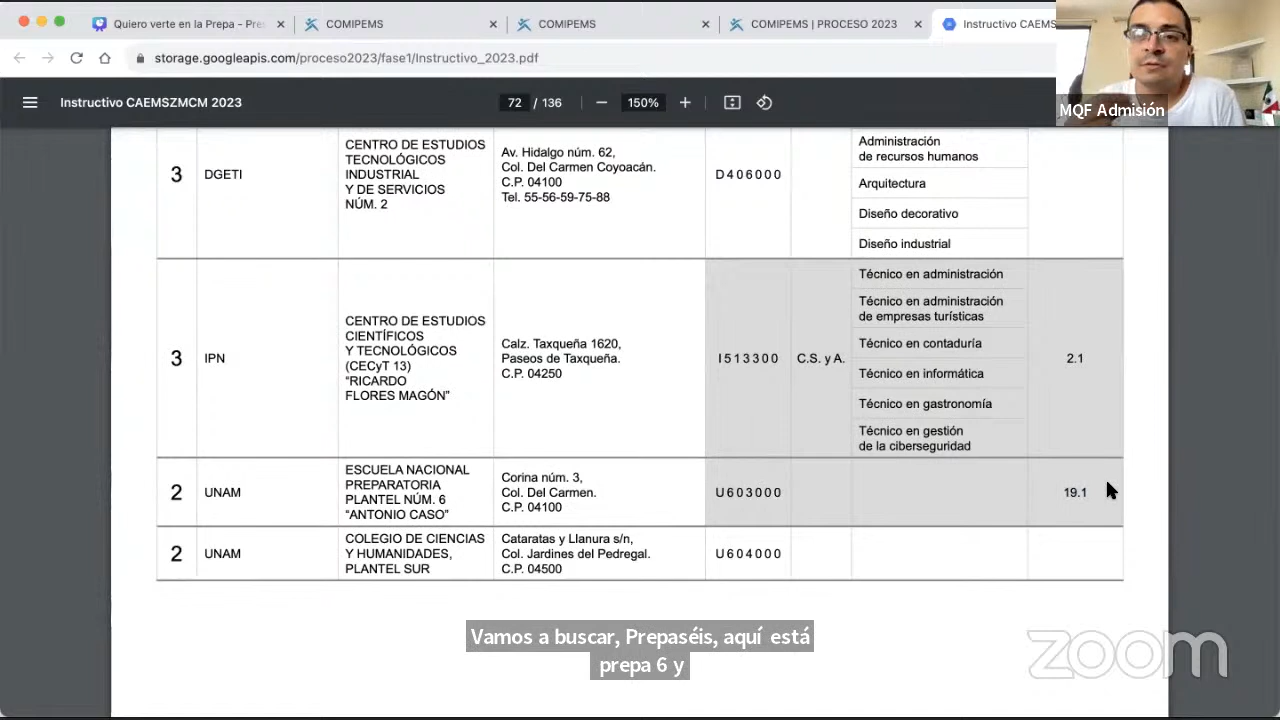 Quiero verte en la Prepa - Pre
COMIPEMS
COMIPEMS
COMIPEMS | PROCESO 2023
Instructivo CAEMS
storage.googleapis.com/proceso2023/fase1/Instructivo_2023.pdf
Instructivo CAEMSZMCM 2023
72 / 136
150%
MQF Admisión
3
DGETI
CENTRO DE ESTUDIOS
TECNOLÓGICOS
INDUSTRIAL
Y DE SERVICIOS
NÚM. 2
Av. Hidalgo núm. 62,
Col. Del Carmen Coyoacán.
C.P. 04100
Tel. 55-56-59-75-88
D406000
Administración
de recursos humanos
Arquitectura
Diseño decorativo
Diseño industrial
3
IPN
CENTRO DE ESTUDIOS
CIENTÍFICOS
Y TECNOLÓGICOS
(CECyT 13)
“RICARDO
FLORES MAGÓN”
Calz. Taxqueña 1620,
Paseos de Taxqueña.
C.P. 04250
I513300
C.S. y A.
Técnico en administración
Técnico en administración
de empresas turísticas
Técnico en contaduría
Técnico en informática
Técnico en gastronomía
Técnico en gestión
de la ciberseguridad
2.1
2
UNAM
ESCUELA NACIONAL
PREPARATORIA
PLANTEL NÚM. 6
“ANTONIO CASO”
Corina núm. 3,
Col. Del Carmen.
C.P. 04100
U603000
19.1
2
UNAM
COLEGIO DE CIENCIAS
Y HUMANIDADES,
PLANTEL SUR
Cataratas y Llanura s/n,
Col. Jardines del Pedregal.
C.P. 04500
U604000
Vamos a buscar, Prepaséis, aquí está
prepa 6 y
zoom